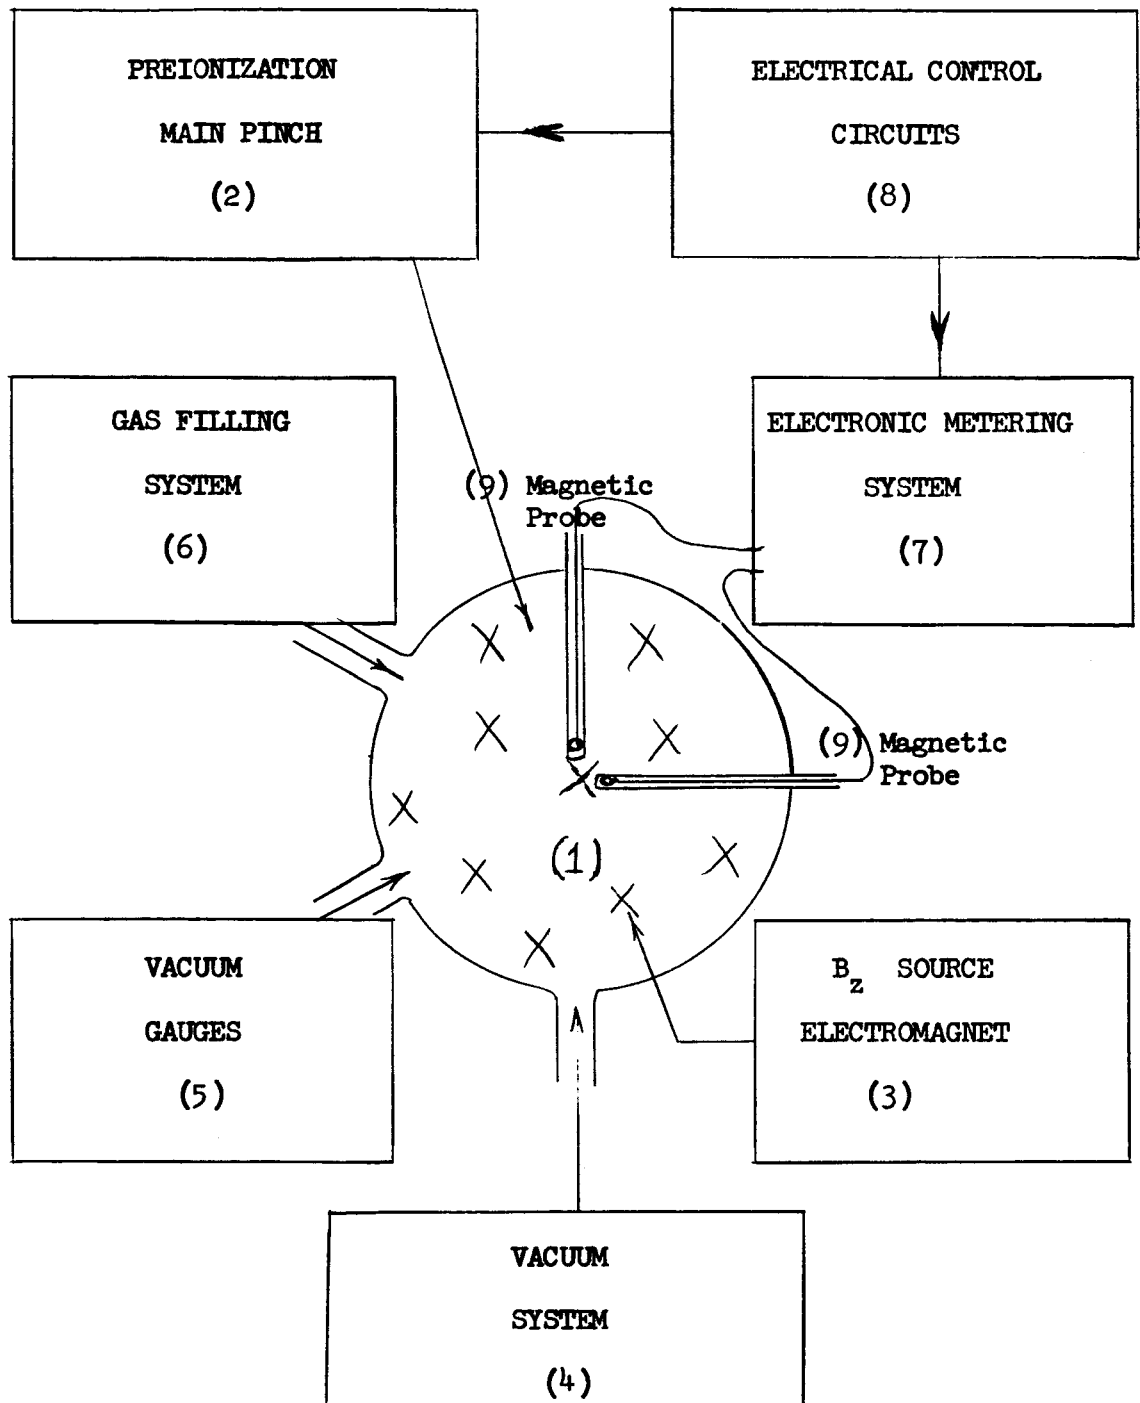 PREIONIZATION
MAIN PINCH
(2)
ELECTRICAL CONTROL
CIRCUITS
(8)
GAS FILLING
SYSTEM
(6)
(9) Magnetic
Probe
ELECTRONIC METERING
SYSTEM
(7)
(9) Magnetic
Probe
(1)
VACUUM
GAUGES
(5)
Bz SOURCE
ELECTROMAGNET
(3)
VACUUM
SYSTEM
(4)